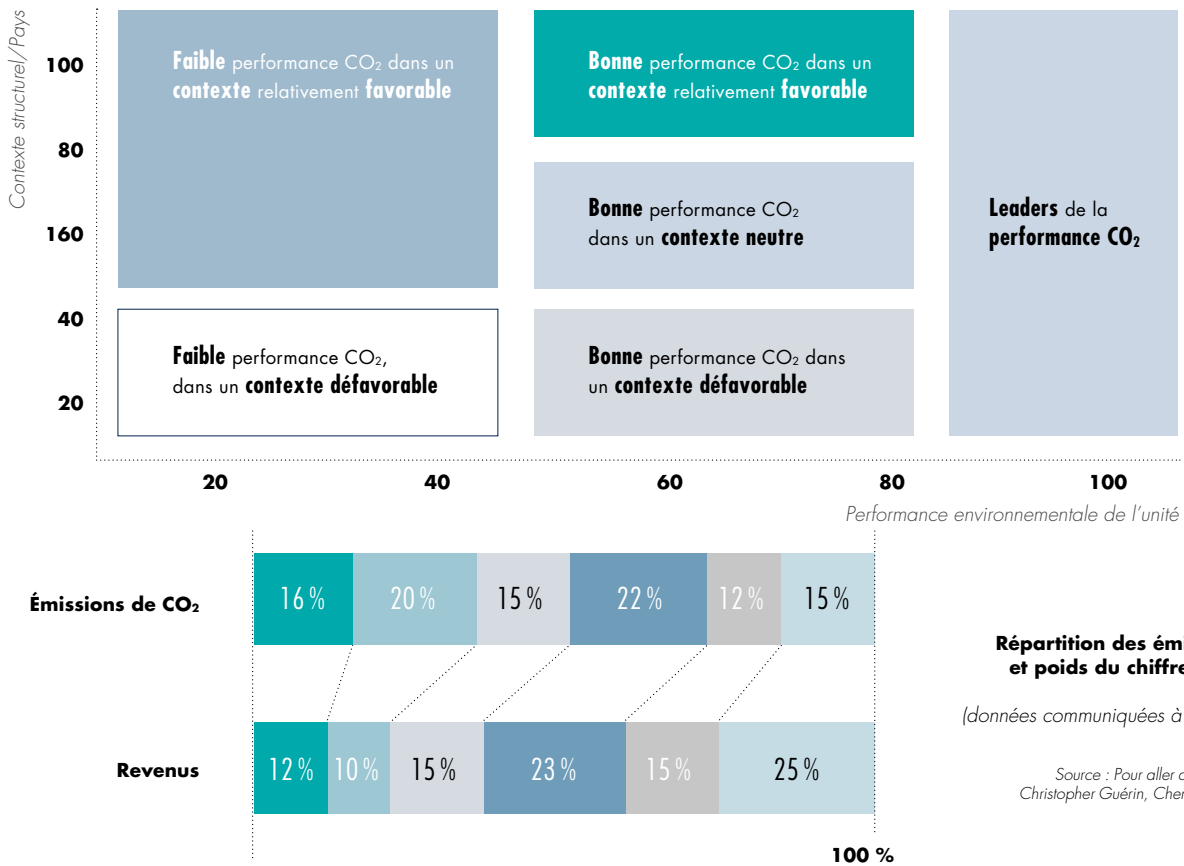 Contexte structurel/Pays
100
80
160
40
20
Faible performance CO₂ dans un
contexte relativement favorable
Bonne performance CO₂ dans un
contexte relativement favorable
Bonne performance CO₂
dans un contexte neutre
Leaders de la
performance CO₂
Faible performance CO₂,
dans un contexte défavorable
Bonne performance CO₂ dans
un contexte défavorable
20
40
60
80
100
Performance environnementale de l'unité
Émissions de CO₂
16 %
20 %
15 %
22 %
12 %
15 %
Revenus
12 %
10 %
15 %
23 %
15 %
25 %
100 %
Répartition des émi
et poids du chiffre
(données communiquées à
Source : Pour aller
Christopher Guérin, Cher